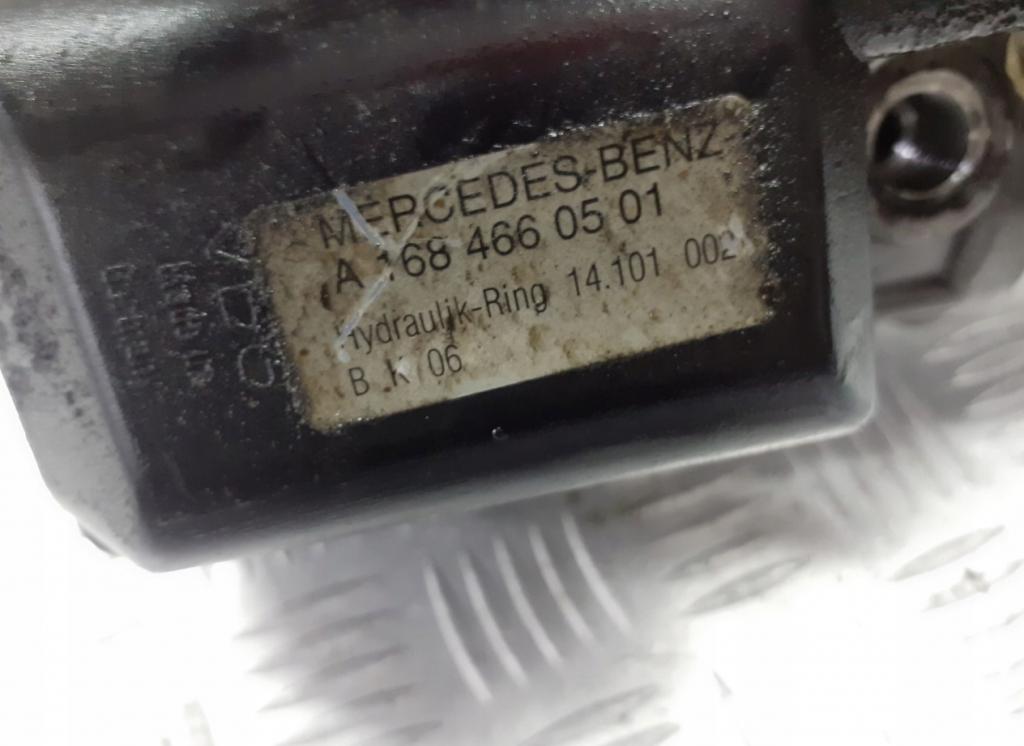 MERCEDES-BENZ
A 168 466 05 01
Hydraulik-Ring 14.101 002
B K 06